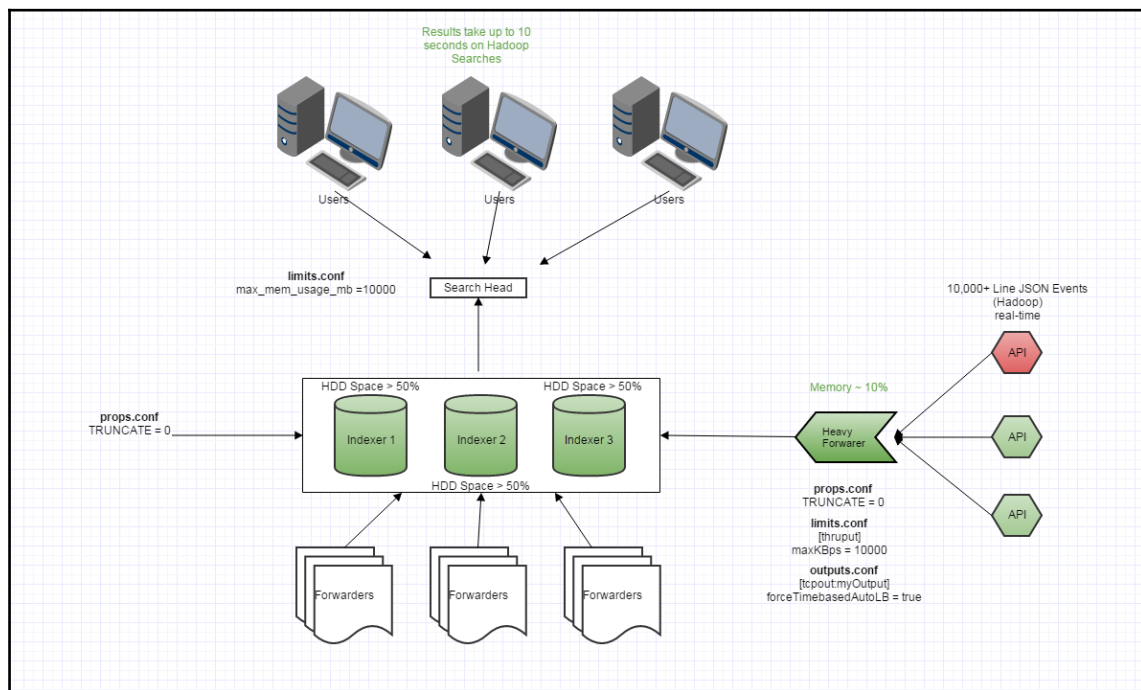 Results take up to 10
seconds on Hadoop
Searches
Users
Users
Users
limits.conf
max_mem_usage_mb =10000
Search Head
10,000+ Line JSON Events
(Hadoop)
real-time
API
Memory ~ 10%
HDD Space > 50%
HDD Space > 50%
props.conf
TRUNCATE = 0
Indexer 1
Indexer 2
Indexer 3
Heavy
Forwarer
API
HDD Space > 50%
props.conf
TRUNCATE = 0
limits.conf
[thruput]
maxKBps = 10000
outputs.conf
[tcpout:myOutput]
forceTimebasedAutoLB = true
API
Forwarders
Forwarders
Forwarders